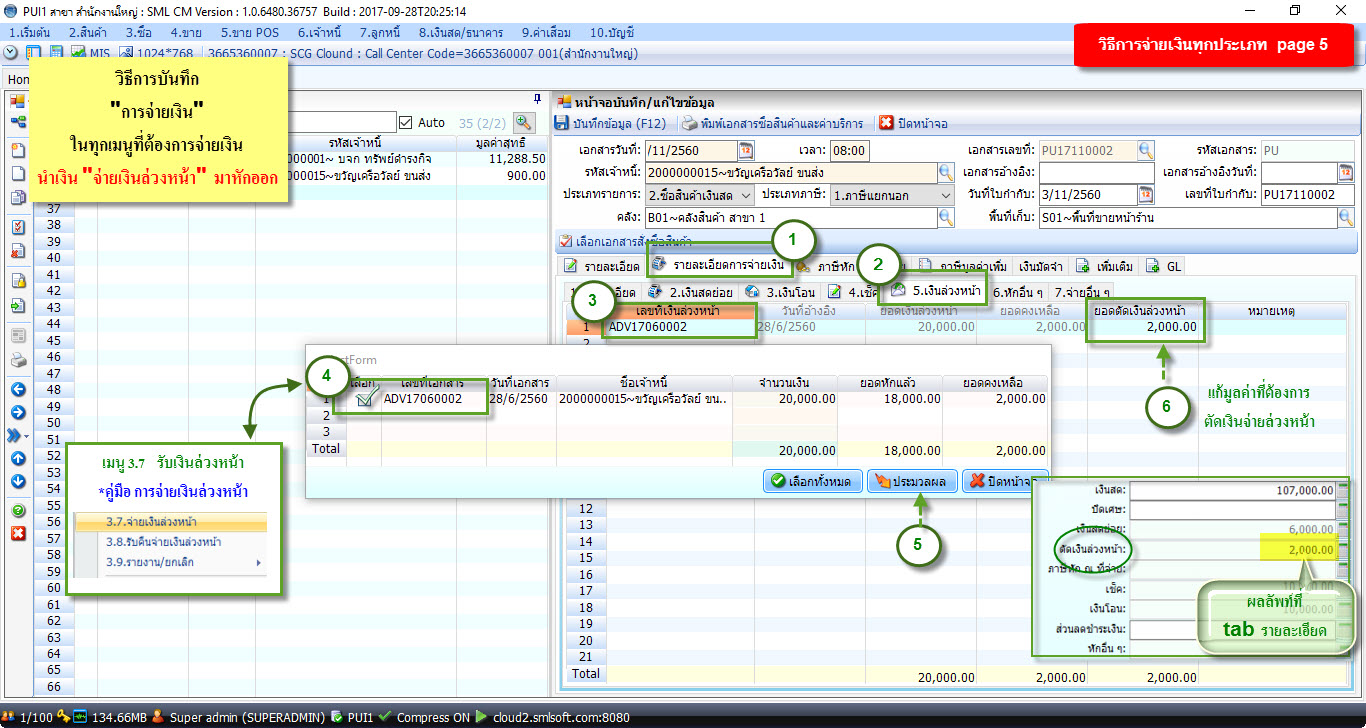 PUI1 สาขา สำนักงานใหญ่ : SML CM Version : 1.0.6480.36757 Build : 2017-09-28T20:25:14
1.เริ่มต้น 2.สินค้า 3.ซื้อ 4.ขาย 5.ขาย POS 6.เจ้าหนี้ 7.ลูกหนี้ 8.เงินสด/ธนาคาร 9.ค่าเสื่อม 10.บัญชี
MIS 1024*768 3665360007 : SCG Clound : Call Center Code=3665360007 001(สำนักงานใหญ่)
วิธีการจ่ายเงินทุกประเภท page 5
Hon
วิธีการบันทึก
"การจ่ายเงิน"
ในทุกเมนูที่ต้องการจ่ายเงิน
นำเงิน "จ่ายเงินล่วงหน้า" มาหักออก
Auto 35 (2/2)
รหัสเจ้าหนี้ มูลค่าสุทธิ
000001~ บจก ทรัพย์ดำรงกิจ 11,288.50
000015~ขวัญเครือวัลย์ ขนส่ง 900.00
37
38
39
40
41
42
43
44
45
46
47
48
49
50
51
52
53
54
55
56
57
58
59
60
61
62
63
64
65
66
หน้าจอบันทึก/แก้ไขข้อมูล
บันทึกข้อมูล (F12) พิมพ์เอกสารซื้อสินค้าและค่าบริการ ปิดหน้าจอ
เอกสารวันที่: /11/2560 เวลา: 08:00 เอกสารเลขที่: PU17110002 รหัสเอกสาร: PU
รหัสเจ้าหนี้: 2000000015~ขวัญเครือวัลย์ ขนส่ง เอกสารอ้างอิง: เอกสารอ้างอิงวันที่:
ประเภทรายการ: 2.ซื้อสินค้าเงินสด ประเภทภาษี: 1.ภาษีแยกนอก วันที่ใบกำกับ: 3/11/2560 เลขที่ใบกำกับ: PU17110002
คลัง: B01~คลังสินค้า สาขา 1 พื้นที่เก็บ: S01~พื้นที่ขายหน้าร้าน
เลือกเอกสารสั่งซื้อสินค้า
1
รายละเอียด รายละเอียดการจ่ายเงิน ภาษีหัก 2 ภาษีมูลค่าเพิ่ม เงินมัดจำ เพิ่มเติม GL
2.เงินสดย่อย 3.เงินโอน 4.เช็ค 5.เงินล่วงหน้า 6.หักอื่น ๆ 7.จ่ายอื่น ๆ
3
เลขที่เงินล่วงหน้า วันที่อ้างอิง ยอดเงินล่วงหน้า ยอดคงเหลือ ยอดตัดเงินล่วงหน้า หมายเหตุ
1 ADV17060002 28/6/2560 20,000.00 2,000.00 2,000.00
2
4
เลือก เลขที่เอกสาร วันที่เอกสาร ชื่อเจ้าหนี้ จำนวนเงิน ยอดหักแล้ว ยอดคงเหลือ
1 ADV17060002 28/6/2560 2000000015~ขวัญเครือวัลย์ ขน.. 20,000.00 18,000.00 2,000.00
2
3
Total 20,000.00 18,000.00 2,000.00
เลือกทั้งหมด ประมวลผล ปิดหน้าจ
5
6
แก้มูลค่าที่ต้องการ
ตัดเงินจ่ายล่วงหน้า
เมนู 3.7 รับเงินล่วงหน้า
*คู่มือ การจ่ายเงินล่วงหน้า
3.7.จ่ายเงินล่วงหน้า
3.8.รับคืนจ่ายเงินล่วงหน้า
3.9.รายงาน/ยกเลิก
12
13
14
15
16
17
18
19
20
21
Total 20,000.00 2,000.00 2,000.00
เงินสด: 107,000.00
ปัดเศษ:
เงินสดย่อย: 6,000.00
ตัดเงินล่วงหน้า: 2,000.00
ภาษีหัก ณ ที่จ่าย:
เช็ค:
เงินโอน:
ส่วนลดชำระเงิน:
หักอื่น ๆ:
ผลลัพท์ที่
tab รายละเอียด
1/100 134.66MB Super admin (SUPERADMIN) PUI1 Compress ON cloud2.smlsoft.com:8080